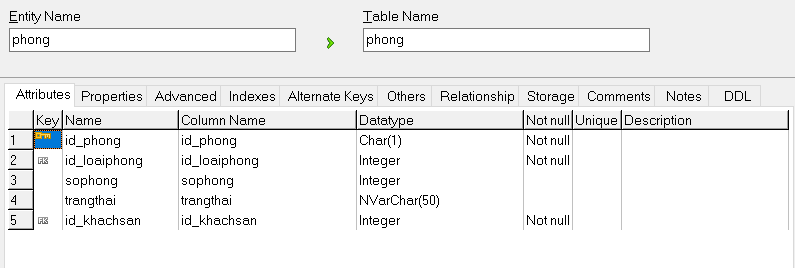 Entity Name Table Name
phong phong
Attributes Properties Advanced Indexes Alternate Keys Others Relationship Storage Comments Notes DDL
Key Name Column Name Datatype Not null Unique Description
1 id_phong id_phong Char(1) Not null
2 FK id_loaiphong id_loaiphong Integer Not null
3 sophong sophong Integer
4 trangthai trangthai NVarChar(50)
5 FK id_khachsan id_khachsan Integer Not null